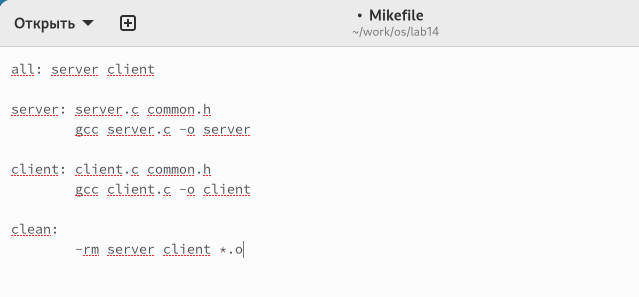 Открыть
• Mikefile
~/work/os/lab14
all: server client
server: server.c common.h
gcc server.c -o server
client: client.c common.h
gcc client.c -o client
clean:
-rm server client *.o